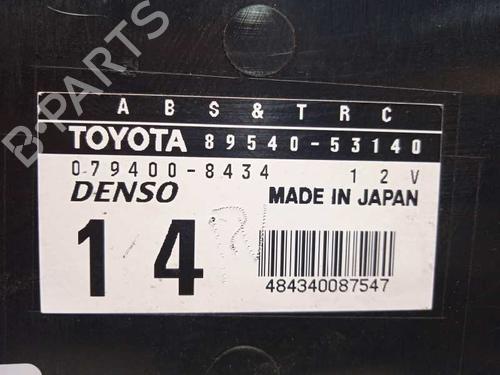 ABS&TRC
TOYOTA 89540-53140
079400-8434 12V
DENSO MADE IN JAPAN
14
484340087547
B-PARTS